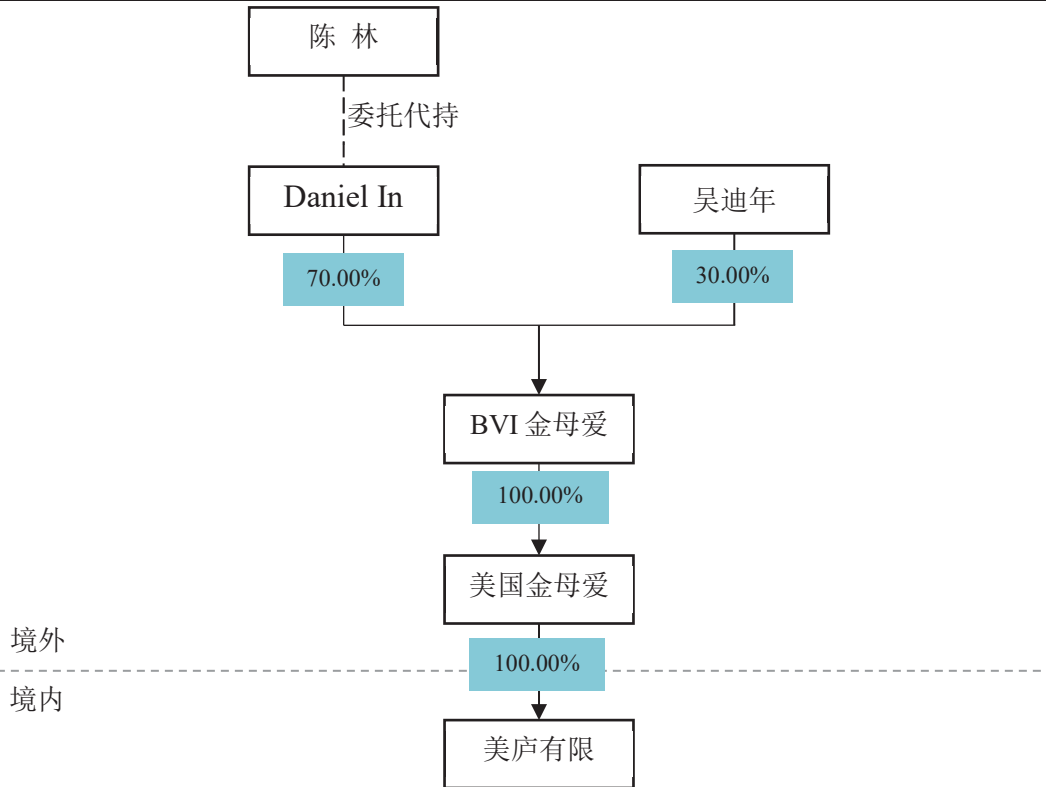 陈 林
委托代持
Daniel In
吴迪年
70.00%
30.00%
BVI 金母爱
100.00%
美国金母爱
境外
100.00%
境内
美庐有限